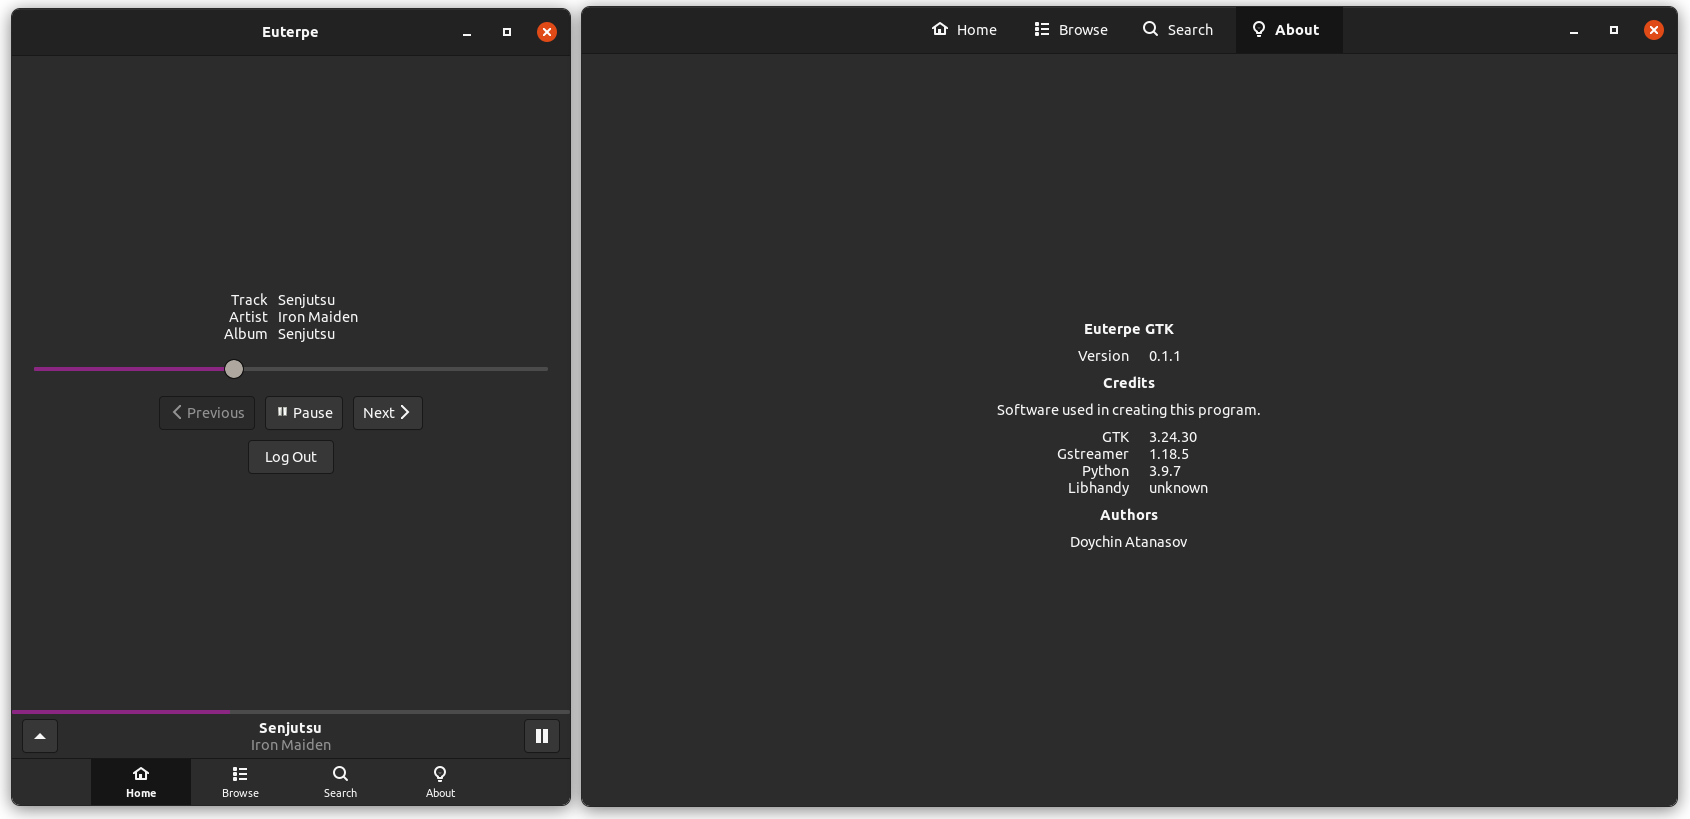 Euterpe
Track Senjutsu
Artist Iron Maiden
Album Senjutsu
Previous Pause Next
Log Out
Senjutsu
Iron Maiden
Home Browse Search About
Home Browse Search About
Euterpe GTK
Version 0.1.1
Credits
Software used in creating this program.
GTK 3.24.30
Gstreamer 1.18.5
Python 3.9.7
Libhandy unknown
Authors
Doychin Atanasov